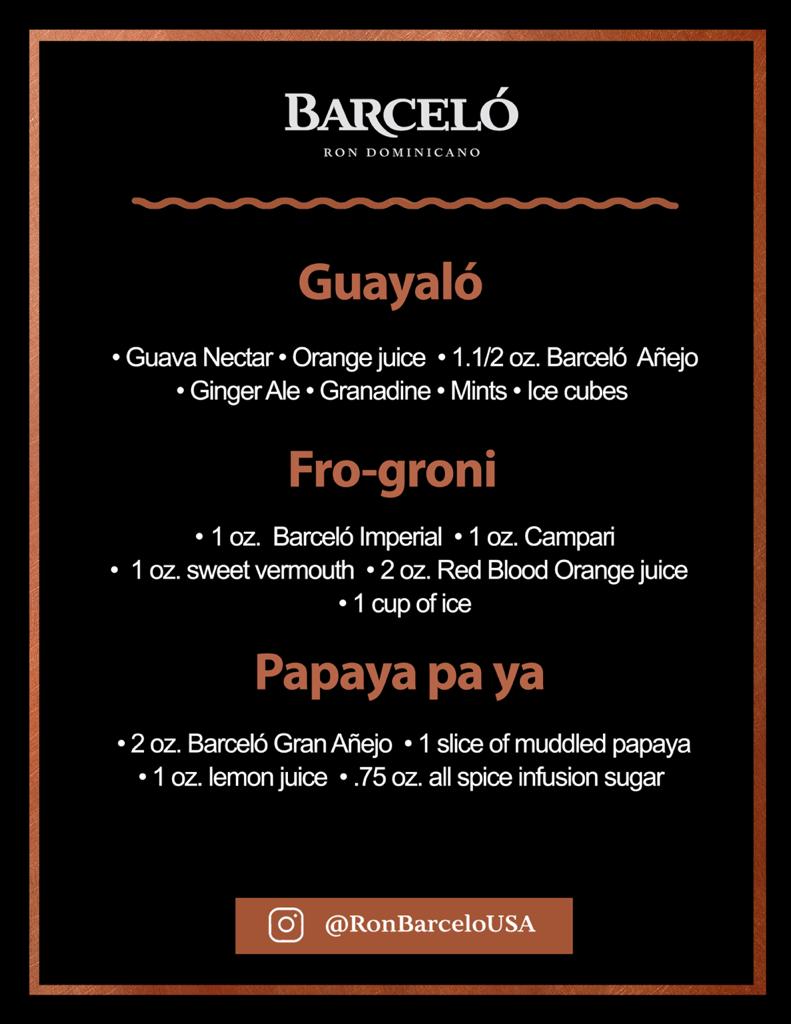 BARCELÓ
RON DOMINICANO
Guayaló
• Guava Nectar • Orange juice • 1.1/2 oz. Barceló Añejo
• Ginger Ale • Granadine • Mints • Ice cubes
Fro-groni
• 1 oz. Barceló Imperial • 1 oz. Campari
• 1 oz. sweet vermouth • 2 oz. Red Blood Orange juice
• 1 cup of ice
Papaya pa ya
• 2 oz. Barceló Gran Añejo • 1 slice of muddled papaya
• 1 oz. lemon juice • .75 oz. all spice infusion sugar
@RonBarceloUSA